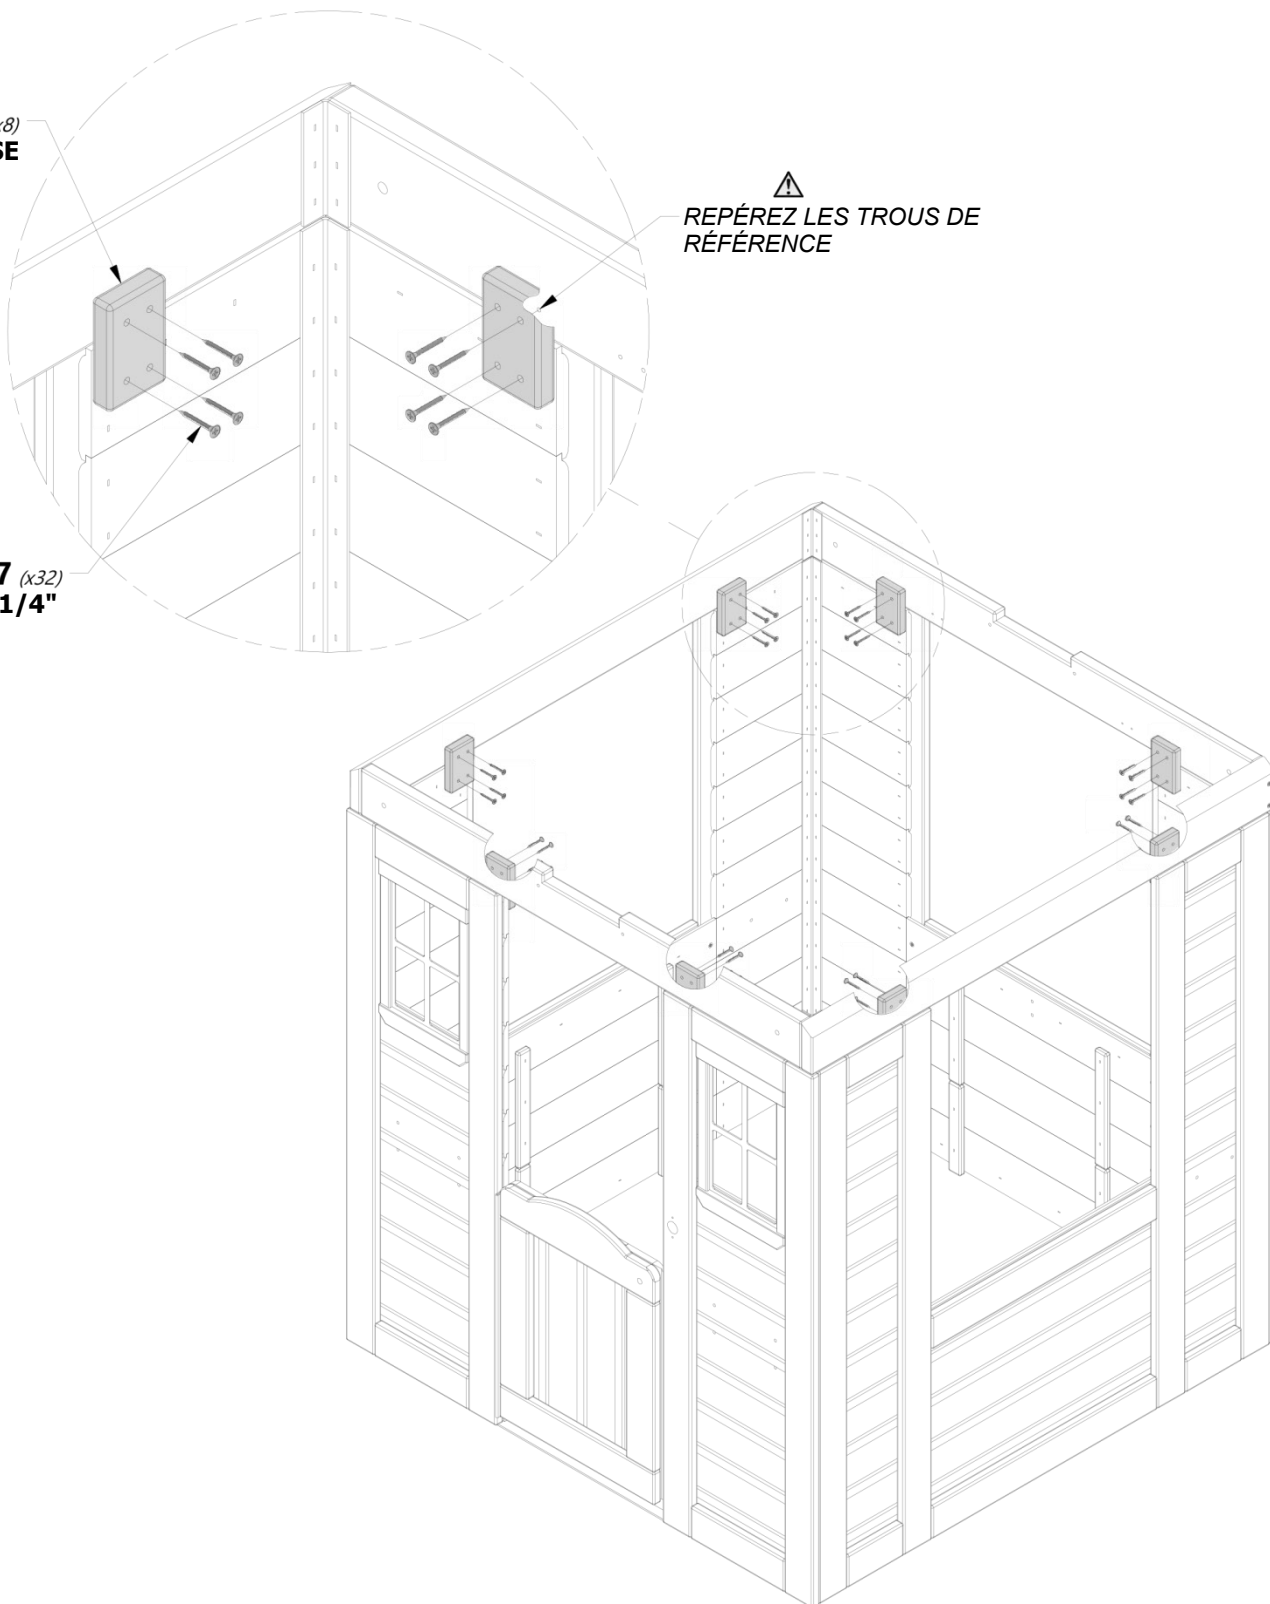 x8)
SE
REPÉREZ LES TROUS DE
RÉFÉRENCE
7 (x32)
1/4"